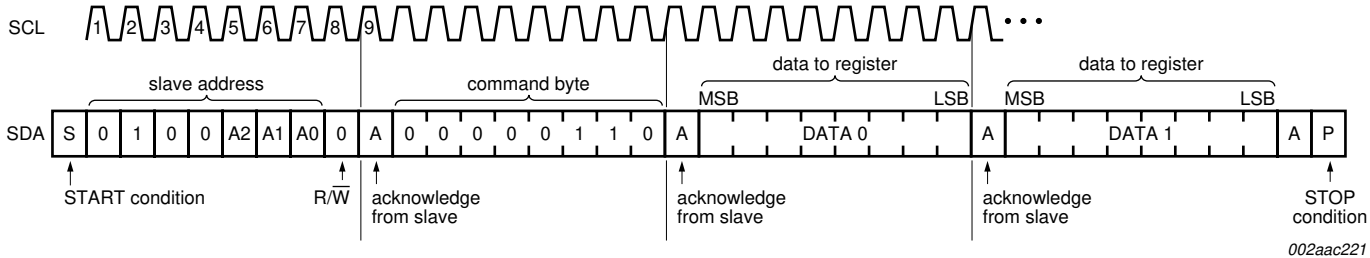 SCL 1 2 3 4 5 6 7 8 9
slave address command byte data to register data to register
MSB LSB MSB LSB
SDA S 0 1 0 0 A2 A1 A0 0 A 0 0 0 0 0 1 1 0 A DATA 0 A DATA 1 A P
START condition R/W̅ acknowledge from slave acknowledge from slave acknowledge from slave STOP condition
002aac221